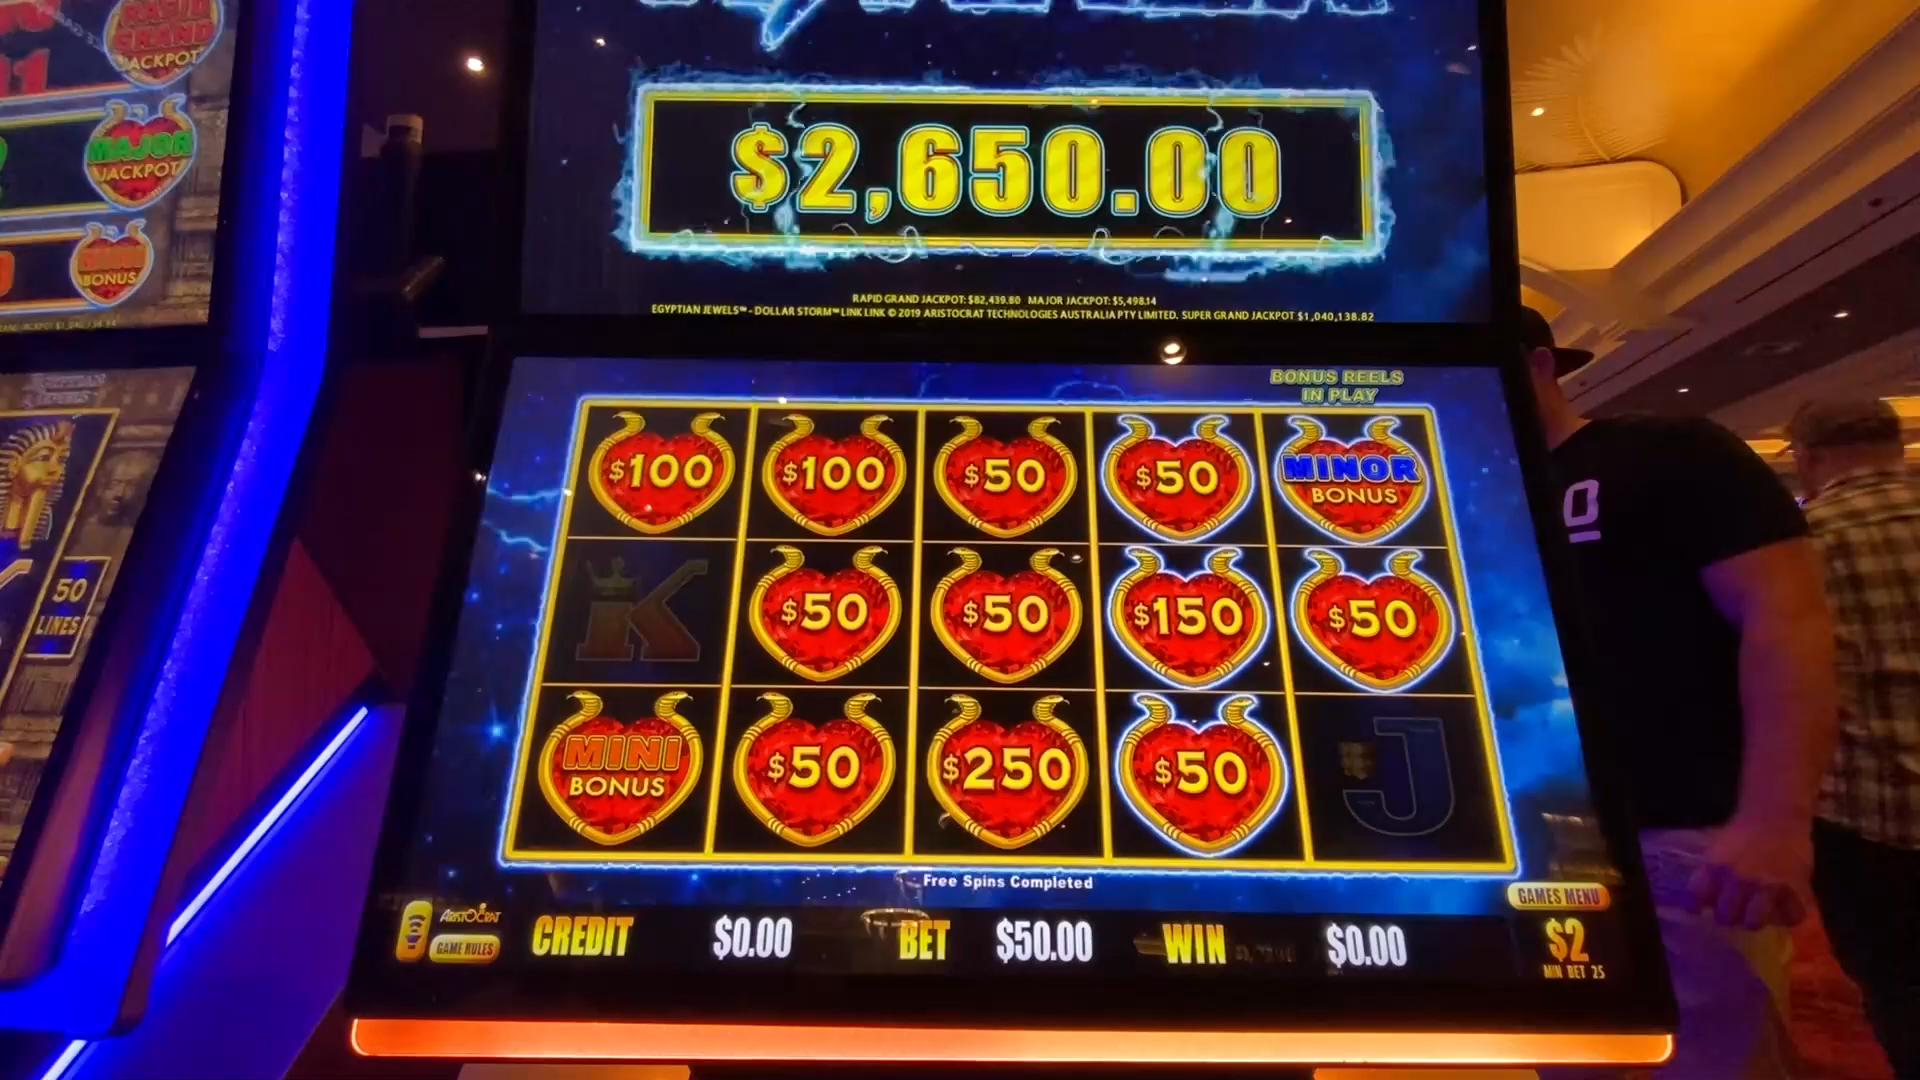 RAPID
GRAND
JACKPOT
MAJOR
JACKPOT
MINI
BONUS
50
LINES
$2,650.00
RAPID GRAND JACKPOT: $82,439.80 MAJOR JACKPOT: $5,498.14
EGYPTIAN JEWELS™ - DOLLAR STORM™ LINK LINK © 2019 ARISTOCRAT TECHNOLOGIES AUSTRALIA PTY LIMITED. SUPER GRAND JACKPOT $1,040,138.82
BONUS REELS
IN PLAY
$100 $100 $50 $50 MINOR
BONUS
K $50 $50 $150 $50
MINI
BONUS $50 $250 $50 J
Free Spins Completed
GAMES MENU
ARISTOCRAT
GAME RULES
CREDIT $0.00 BET $50.00 WIN $0.00
$2
MIN BET 25